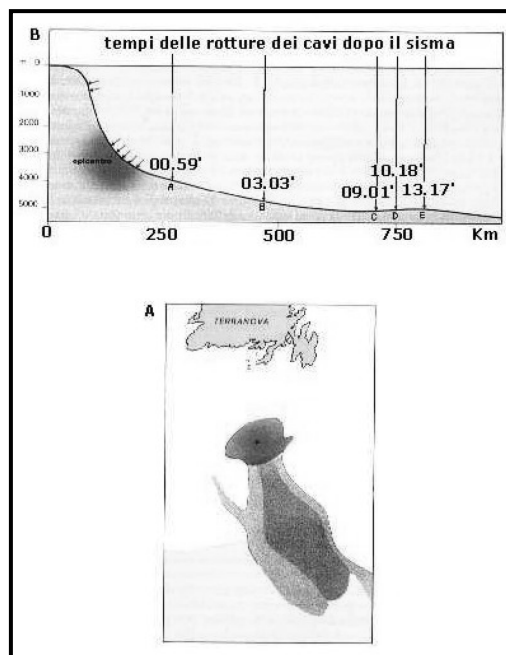 B
tempi delle rotture dei cavi dopo il sisma
m 0
1000
2000
3000
4000
5000
epicentro
00.59'
03.03'
09.01'
10.18'
13.17'
A
B
C
D
E
0
250
500
750
Km
A
TERRANOVA